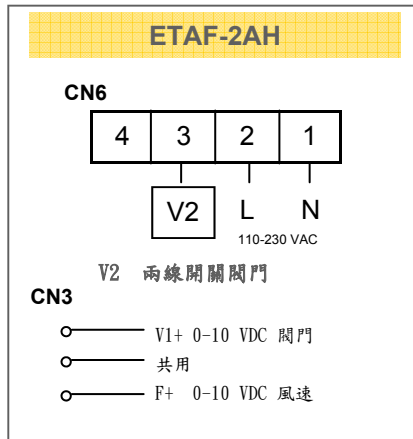 ETAF-2AH
CN6
4 3 2 1
V2 L N
110-230 VAC
V2 兩線開關閥門
CN3
V1+ 0-10 VDC 閥門
共用
F+ 0-10 VDC 風速